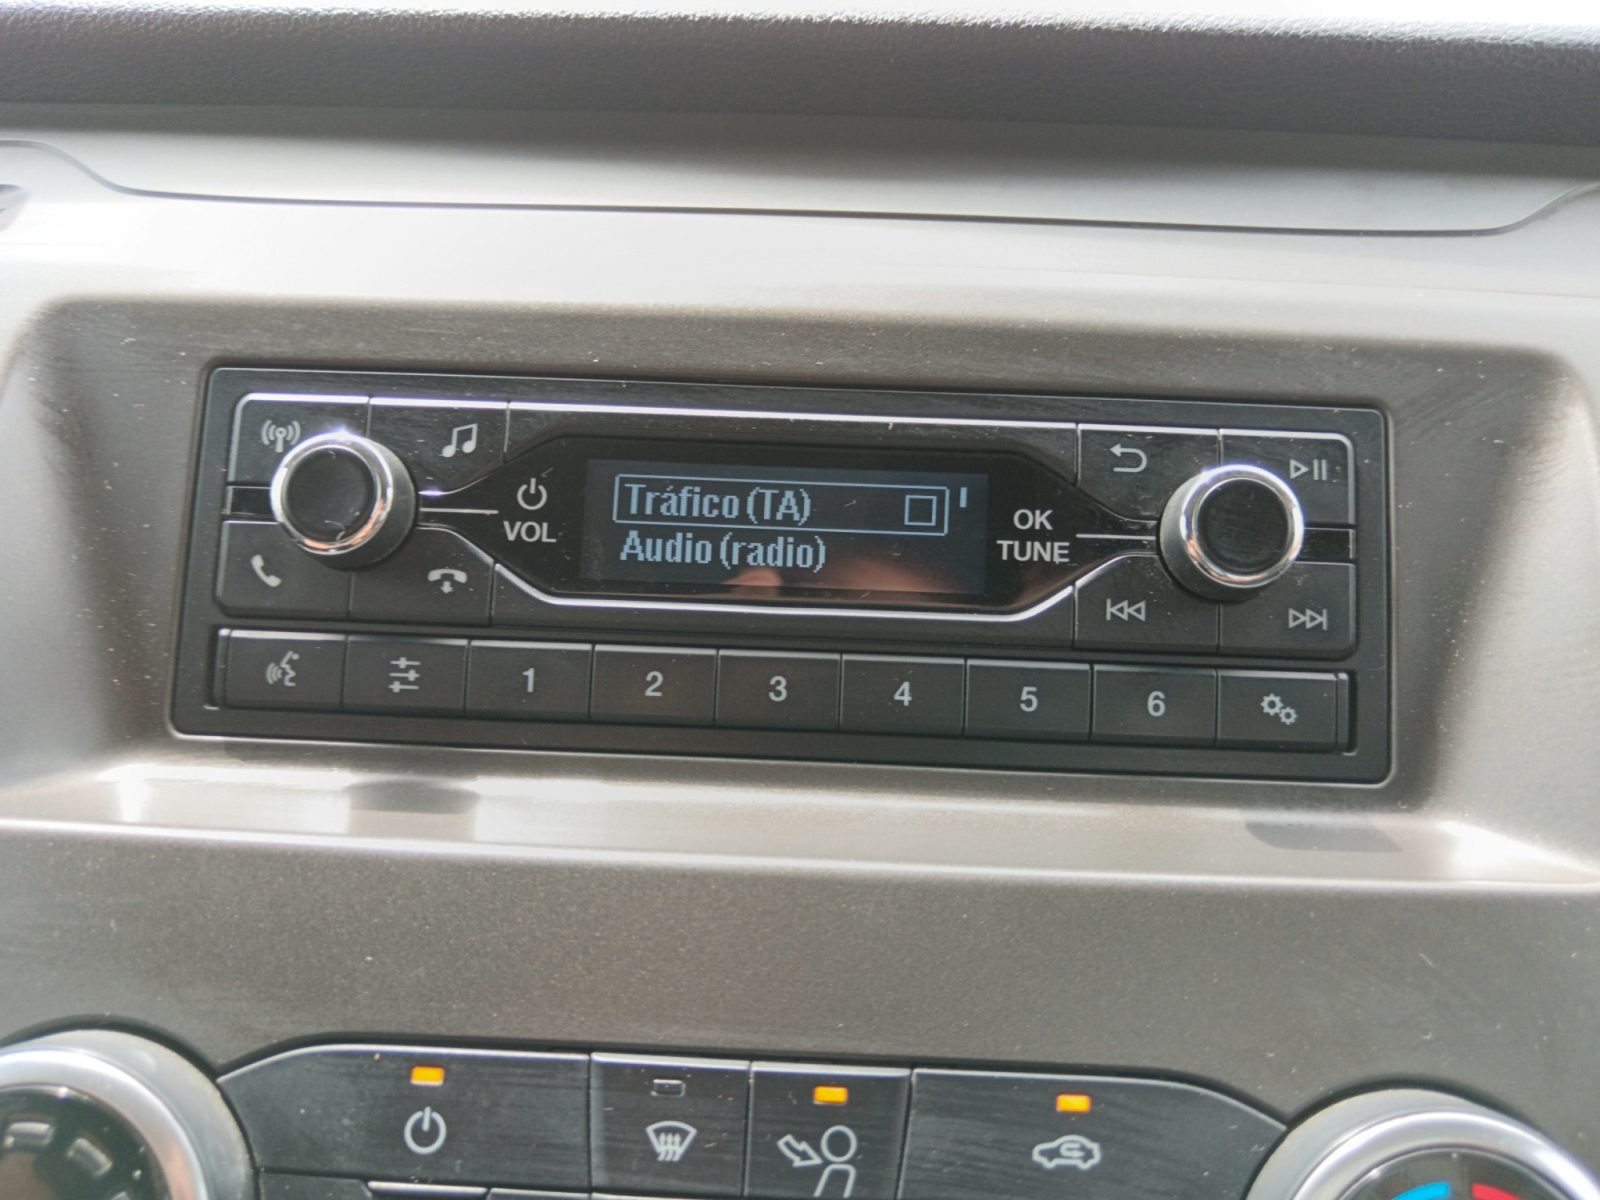 Tráfico (TA)
Audio (radio)
VOL
OK
TUNE
1
2
3
4
5
6